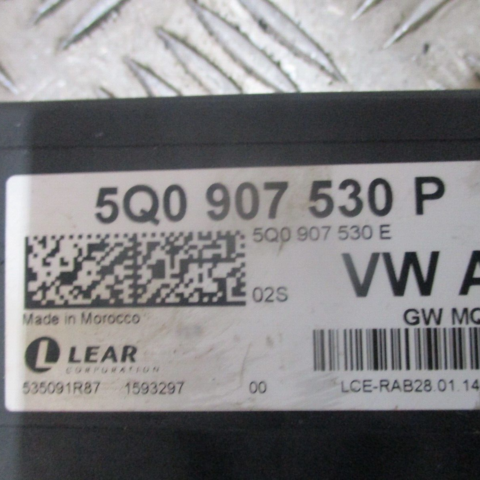 5Q0 907 530 P
5Q0 907 530 E
02S
VW A
Made in Morocco
GW MQ
LEAR
CORPORATION
535091R87 1593297 00
LCE-RAB28.01.14